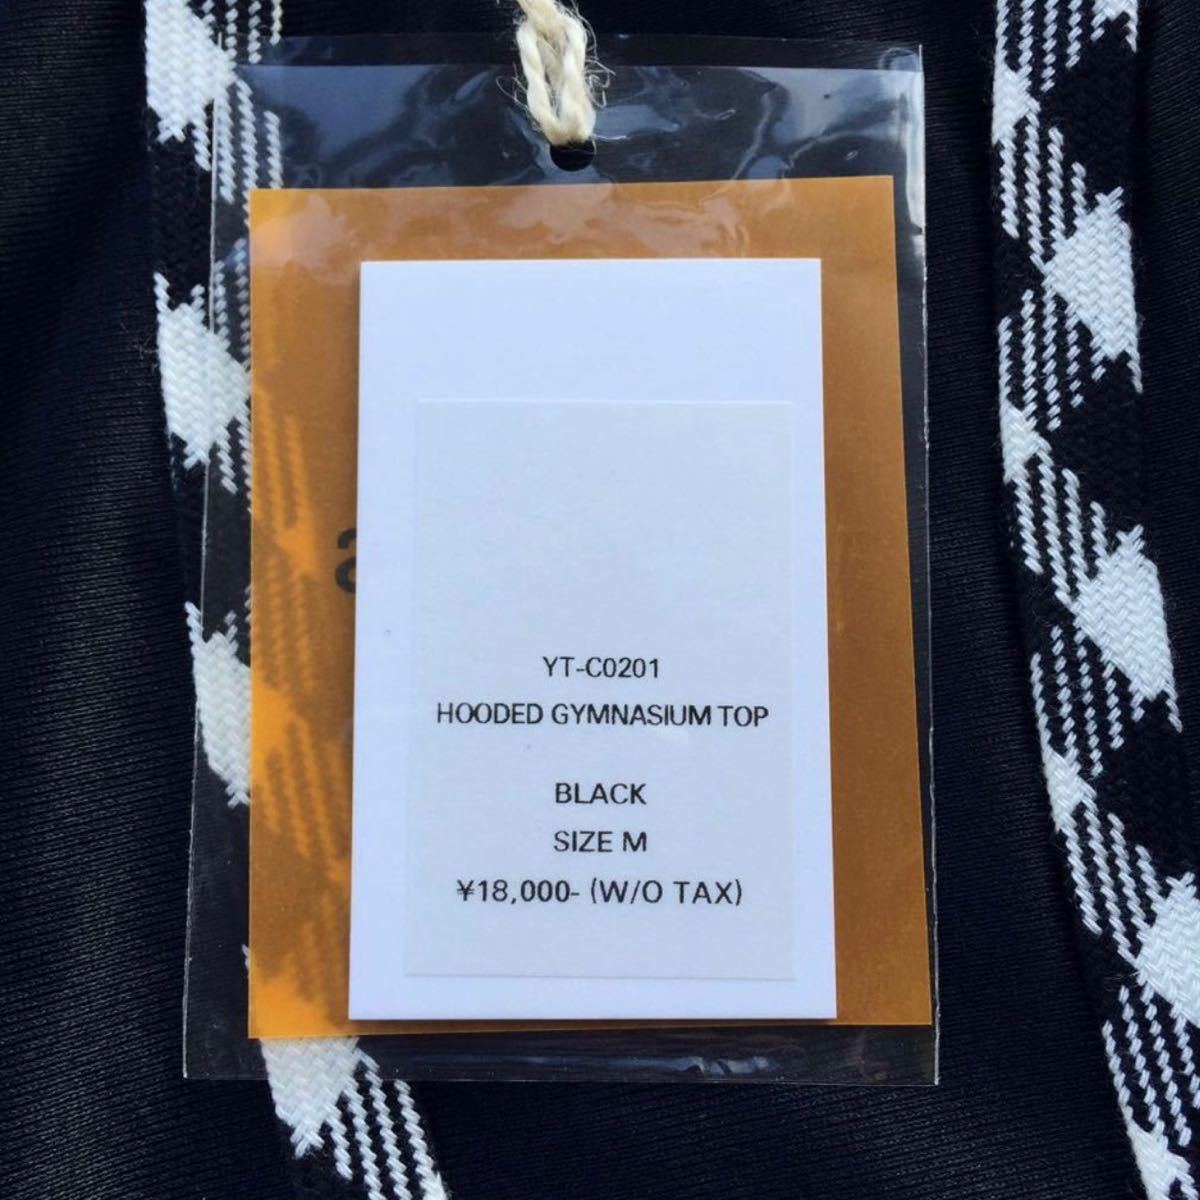 YT-C0201
HOODED GYMNASIUM TOP
BLACK
SIZE M
¥18,000- (W/O TAX)